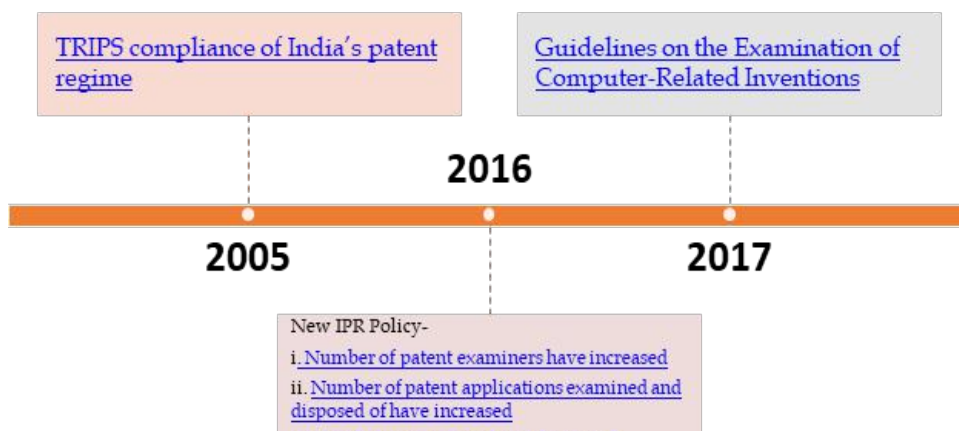 TRIPS compliance of India's patent
regime
Guidelines on the Examination of
Computer-Related Inventions
2016
2005
2017
New IPR Policy-
i. Number of patent examiners have increased
ii. Number of patent applications examined and
disposed of have increased